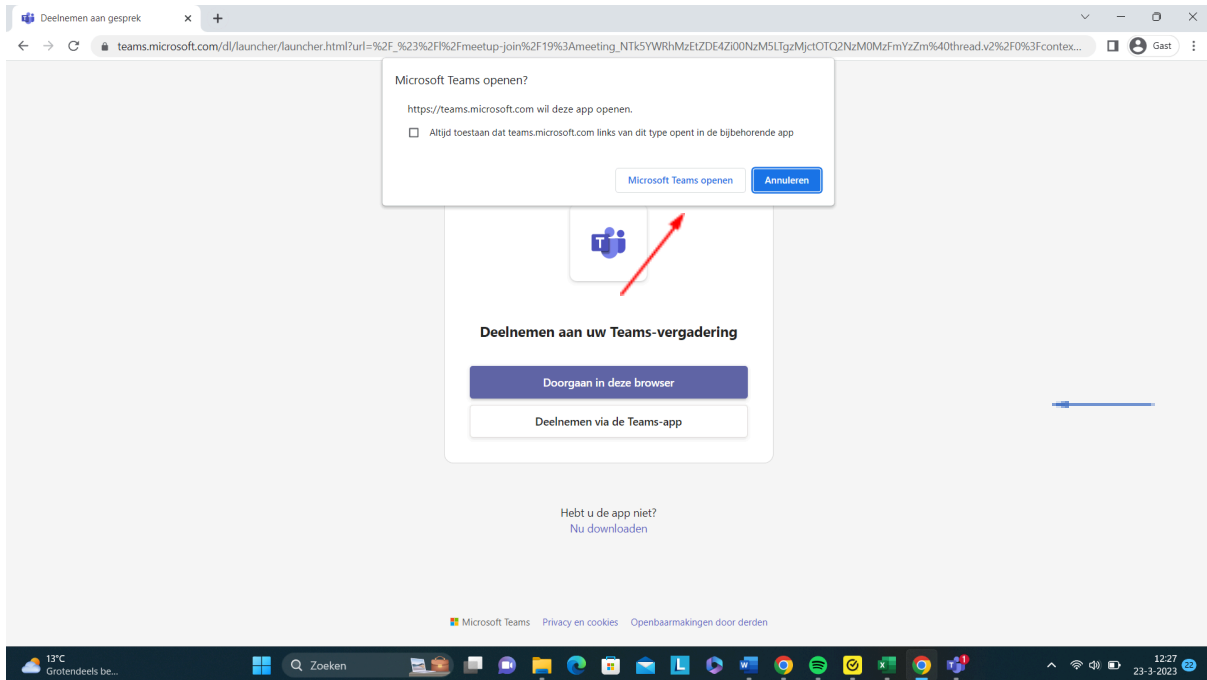 Deelnemen aan gesprek
teams.microsoft.com/dl/launcher/launcher.html?url=%2F_%23%2Fl%2Fmeetup-join%2F19%3Ameeting_NTk5YWRhMzEtZDE4Zi00NzM5LTgzMjctOTQ2NzM0MzFmYzZm%40thread.v2%2F0%3Fcontex...
Gast
Microsoft Teams openen?
https://teams.microsoft.com wil deze app openen.
Altijd toestaan dat teams.microsoft.com links van dit type opent in de bijbehorende app
Microsoft Teams openen
Annuleren
Deelnemen aan uw Teams-vergadering
Doorgaan in deze browser
Deelnemen via de Teams-app
Hebt u de app niet?
Nu downloaden
Microsoft Teams Privacy en cookies Openbaarmakingen door derden
13°C
Grotendeels be...
Zoeken
1
12:27
23-3-2023
22